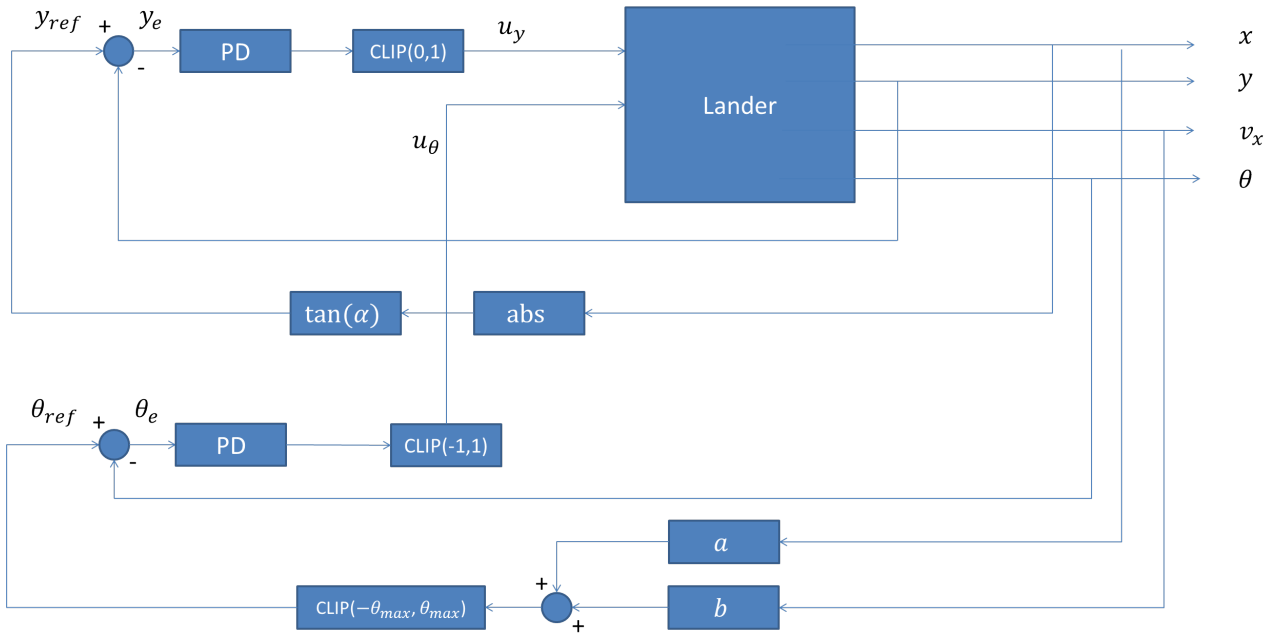 y_ref + y_e u_y x
- PD CLIP(0,1) Lander y
u_θ v_x
θ
tan(α) abs
θ_ref + θ_e
- PD CLIP(-1,1)
a
+
CLIP(−θ_max, θ_max) b
+